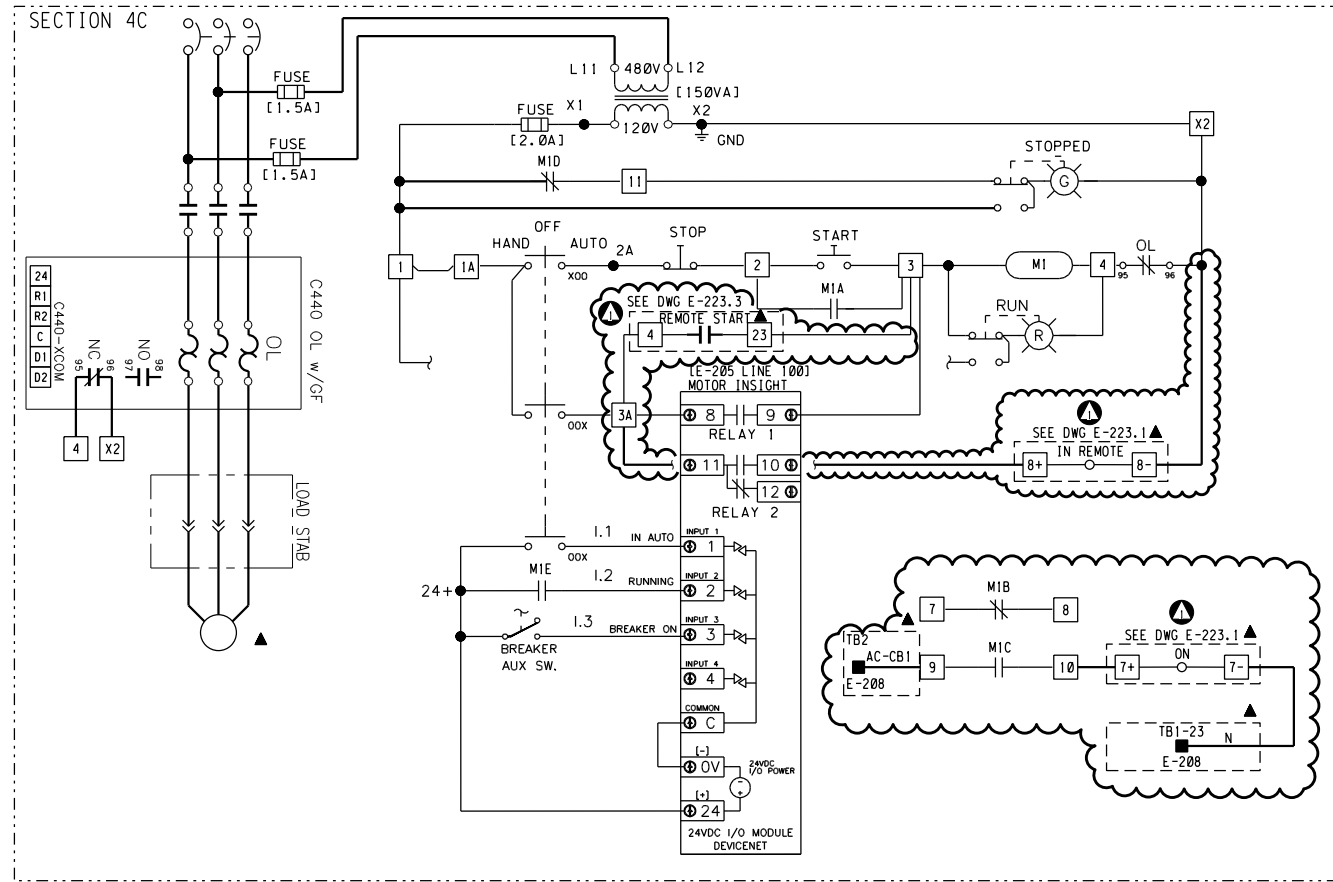 SECTION 4C
FUSE
[1.5A]
FUSE
[1.5A]
L11 480V L12
[150VA]
FUSE
[2.0A]
X1
120V
X2
GND
X2
M1D
11
STOPPED
G
HAND
OFF
AUTO
XOO
2A
STOP
START
1
1A
2
3
M1
4
OL
95
96
M1A
RUN
R
SEE DWG E-223.3
REMOTE START
4
23
[E-205 LINE 100]
MOTOR INSIGHT
OOX
3A
8
9
RELAY 1
11
10
12
RELAY 2
SEE DWG E-223.1
IN REMOTE
8+
8-
24
R1
R2
C
D1
D2
C440-XCOM
NC
95
96
NO
97
98
4
X2
OL
C440 OL w/GF
LOAD STAB
OOX
I.1
IN AUTO
INPUT 1
1
24+
M1E
I.2
RUNNING
INPUT 2
2
BREAKER
AUX SW.
I.3
BREAKER ON
INPUT 3
3
INPUT 4
4
COMMON
C
[-]
0V
24VDC
I/O POWER
[+]
24
24VDC I/O MODULE
DEVICENET
7
M1B
8
TB2
AC-CB1
E-208
9
M1C
10
SEE DWG E-223.1
ON
7+
7-
TB1-23
N
E-208